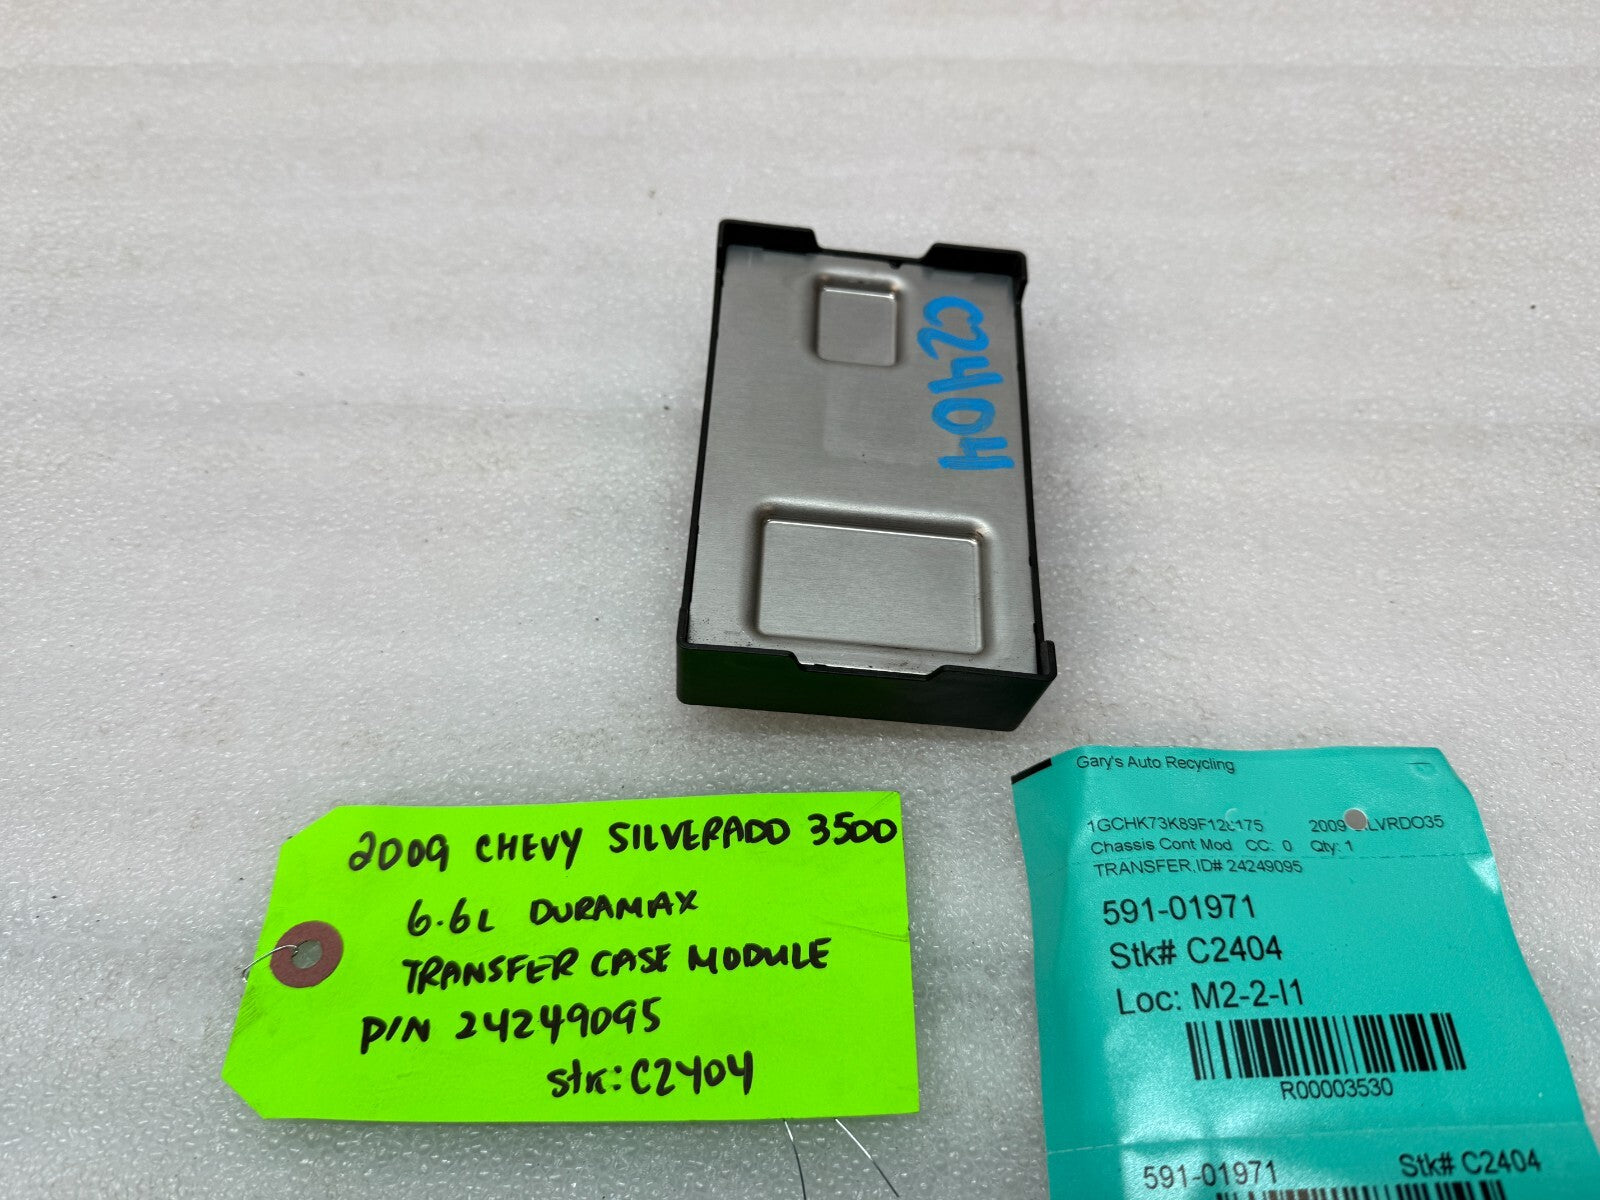 C2404
2009 CHEVY SILVERADO 3500
6.6L DURAMAX
TRANSFER CASE MODULE
P/N 24249095
stk: C2404
Gary's Auto Recycling
2009
Chassis Cont Mod CC: 0 Qty: 1
TRANSFER,ID# 24249095
591-01971
Stk# C2404
Loc: M2-2-I1
R00003530
591-01971 Stk# C2404